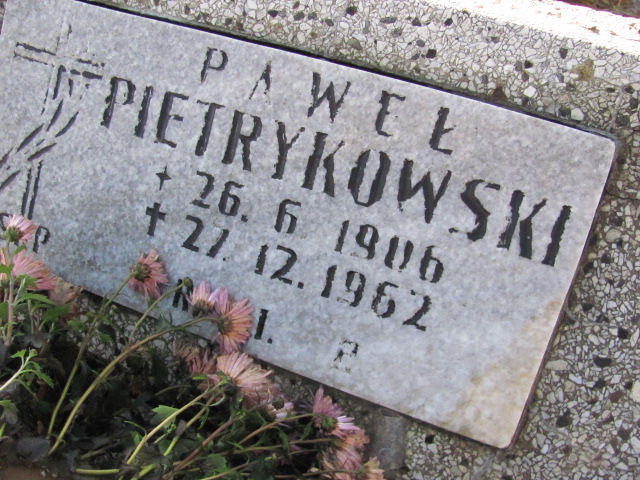 PAWEŁ
PIETRYKOWSKI
26. 6 1906
✝ 27. 12. 1962